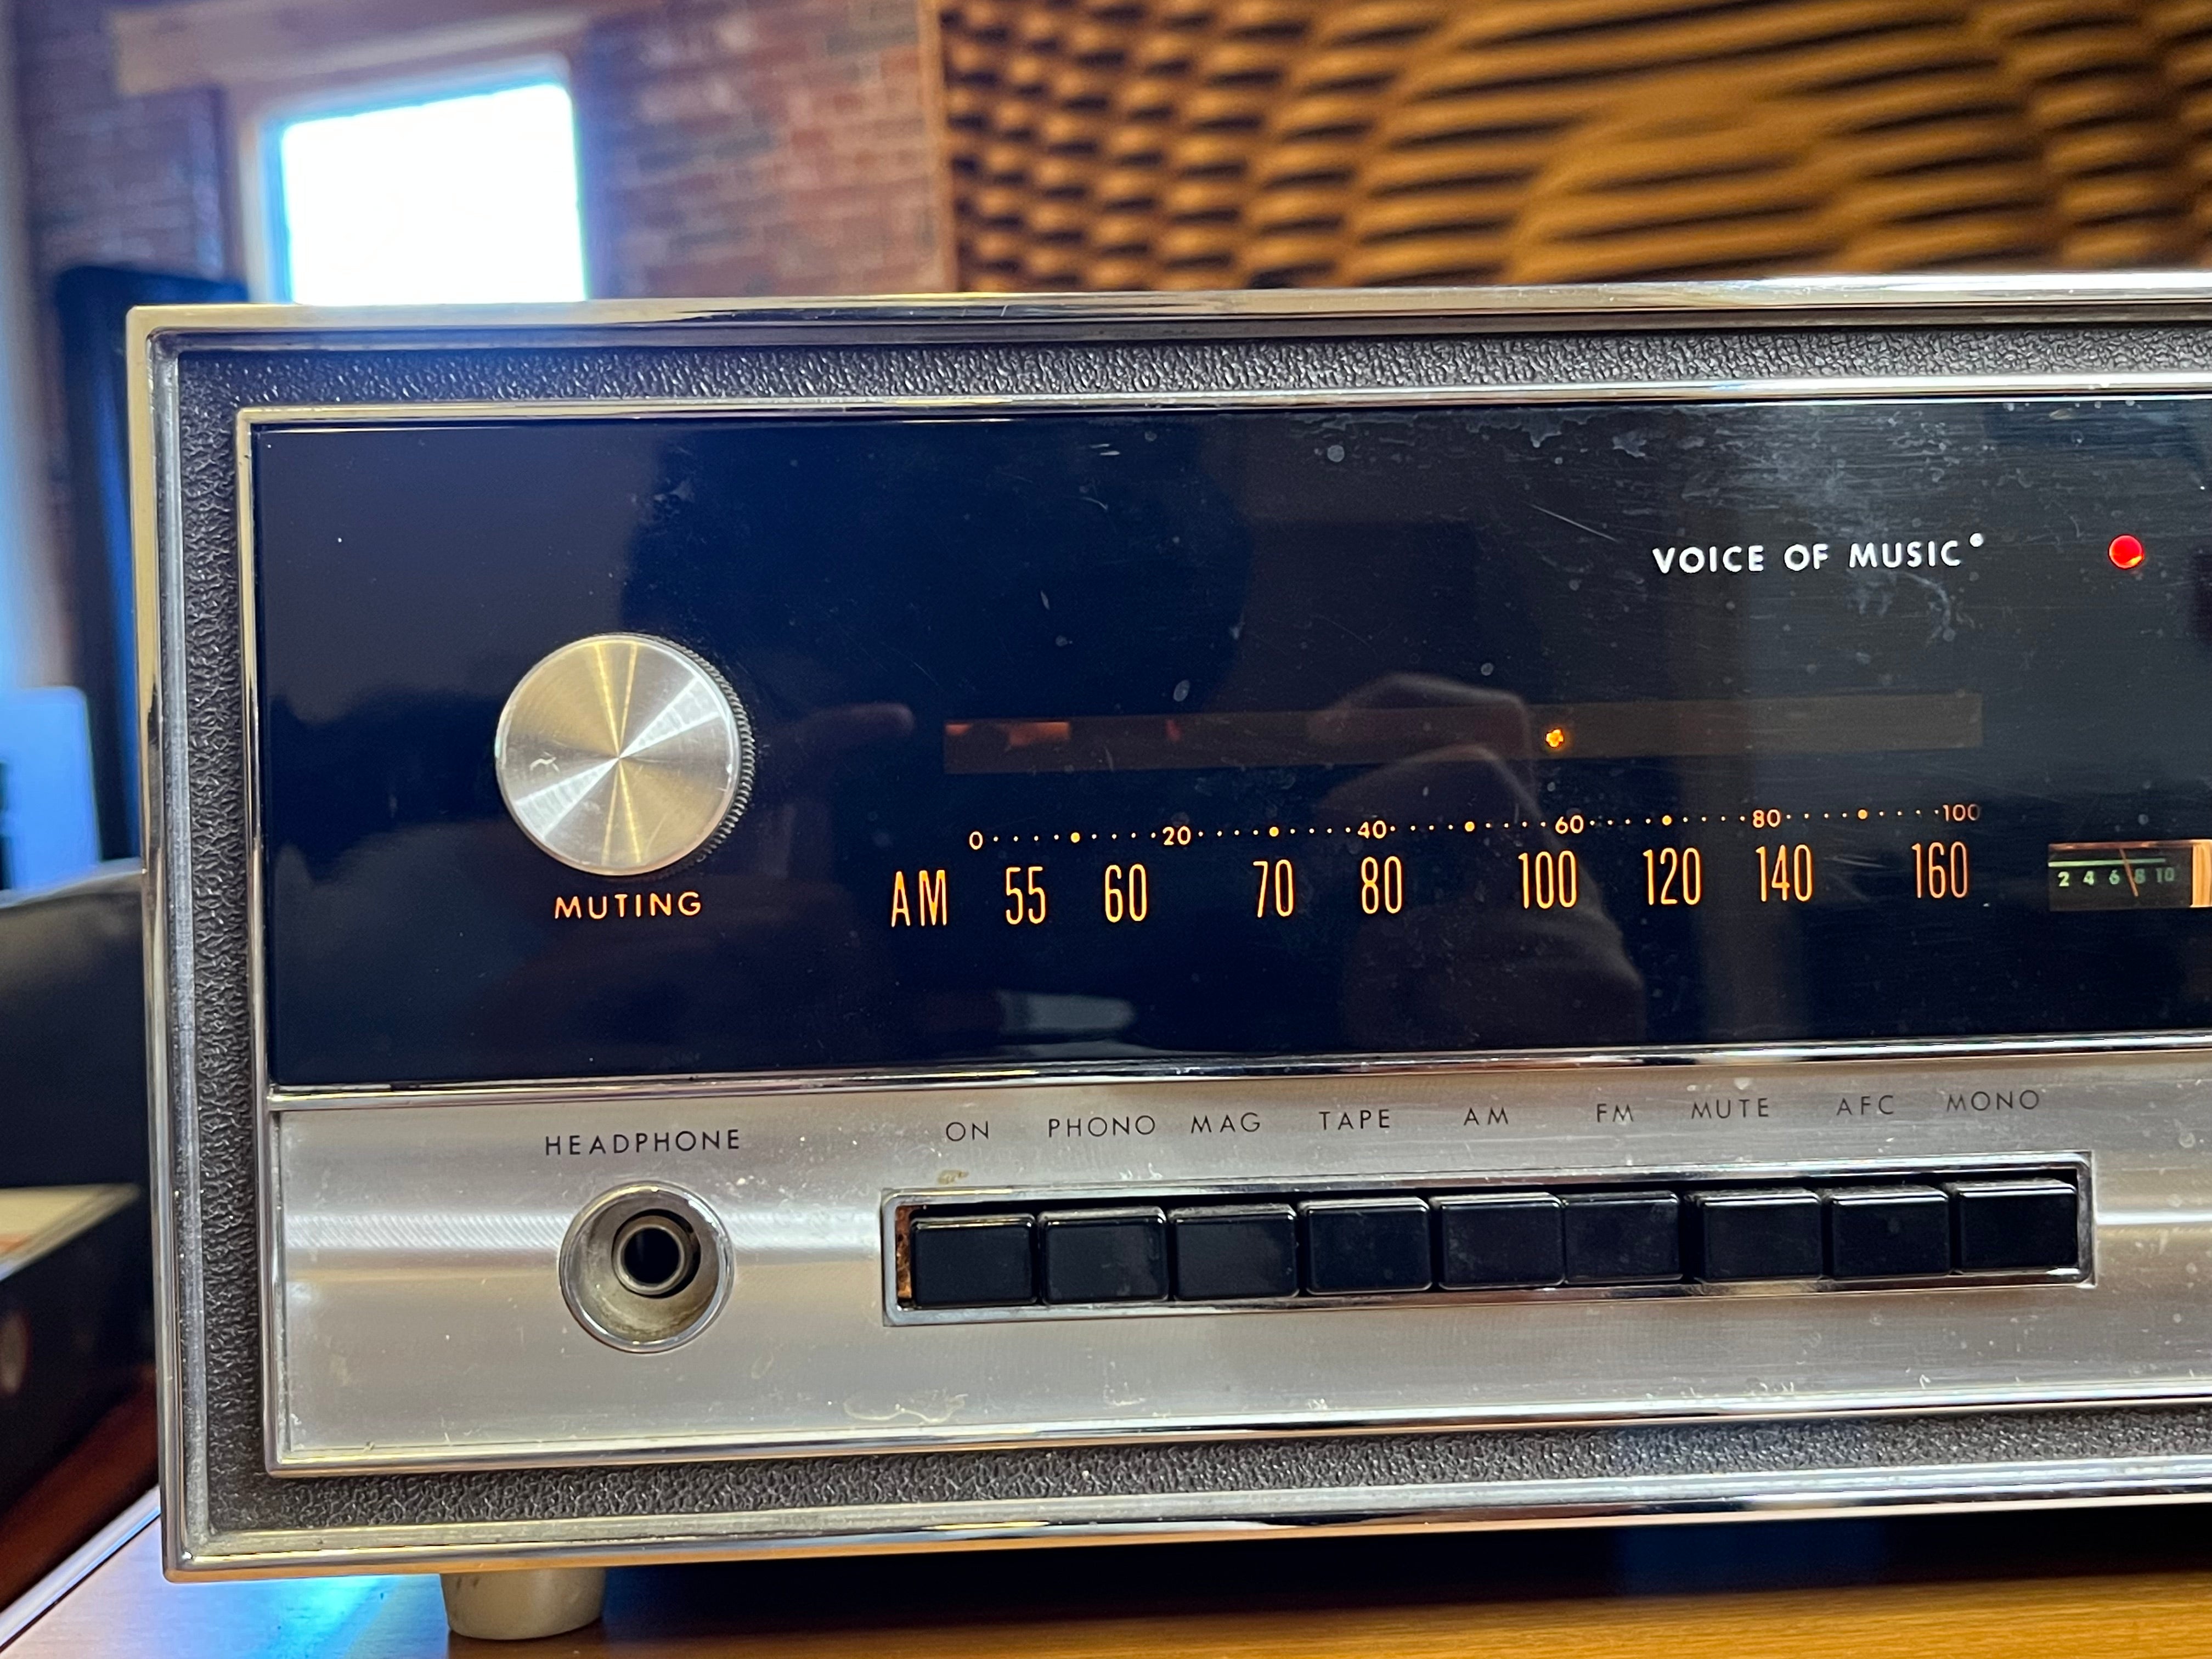 VOICE OF MUSIC
0 20 40 60 80 100
AM 55 60 70 80 100 120 140 160
2 4 6 8 10
MUTING
HEADPHONE
ON PHONO MAG TAPE AM FM MUTE AFC MONO